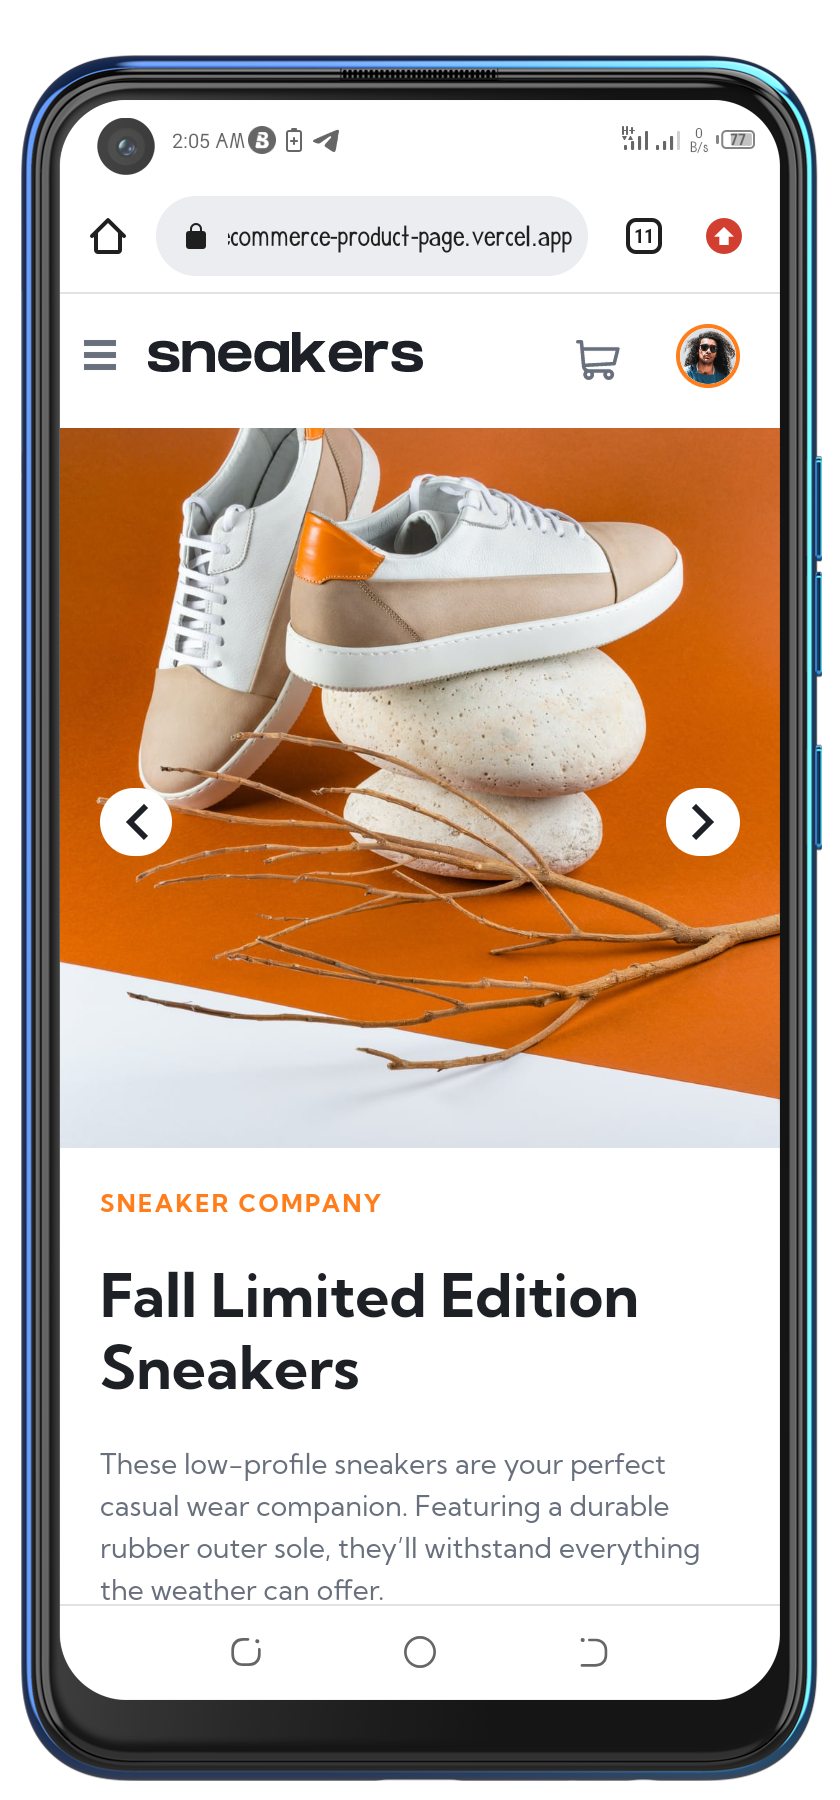 2:05 AM
H+
0
B/s
77
commerce-product-page.vercel.app
11
sneakers
SNEAKER COMPANY
Fall Limited Edition
Sneakers
These low-profile sneakers are your perfect
casual wear companion. Featuring a durable
rubber outer sole, they’ll withstand everything
the weather can offer.